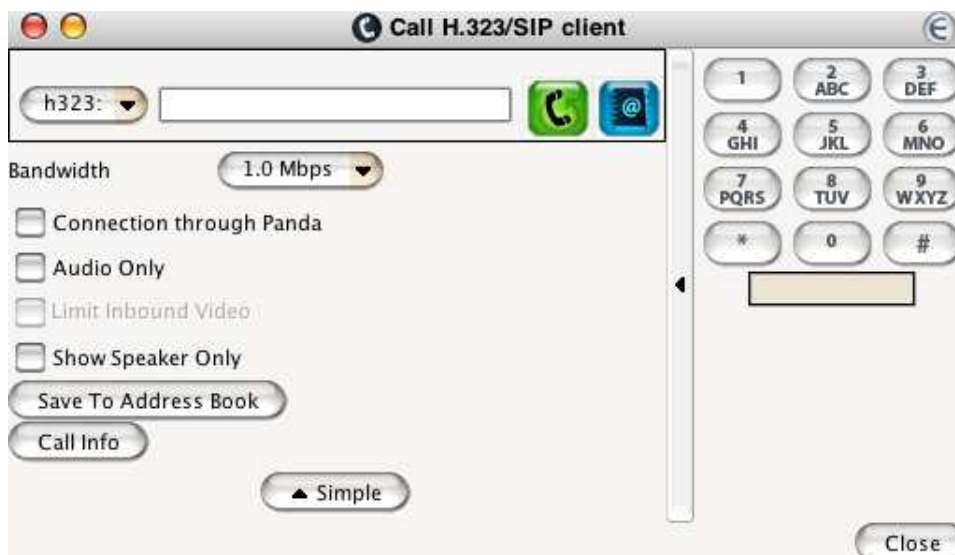 Call H.323/SIP client
h323:
@
Bandwidth 1.0 Mbps
Connection through Panda
Audio Only
Limit Inbound Video
Show Speaker Only
Save To Address Book
Call Info
Simple
1 2 3
ABC DEF
4 5 6
GHI JKL MNO
7 8 9
PQRS TUV WXYZ
* 0 #
Close